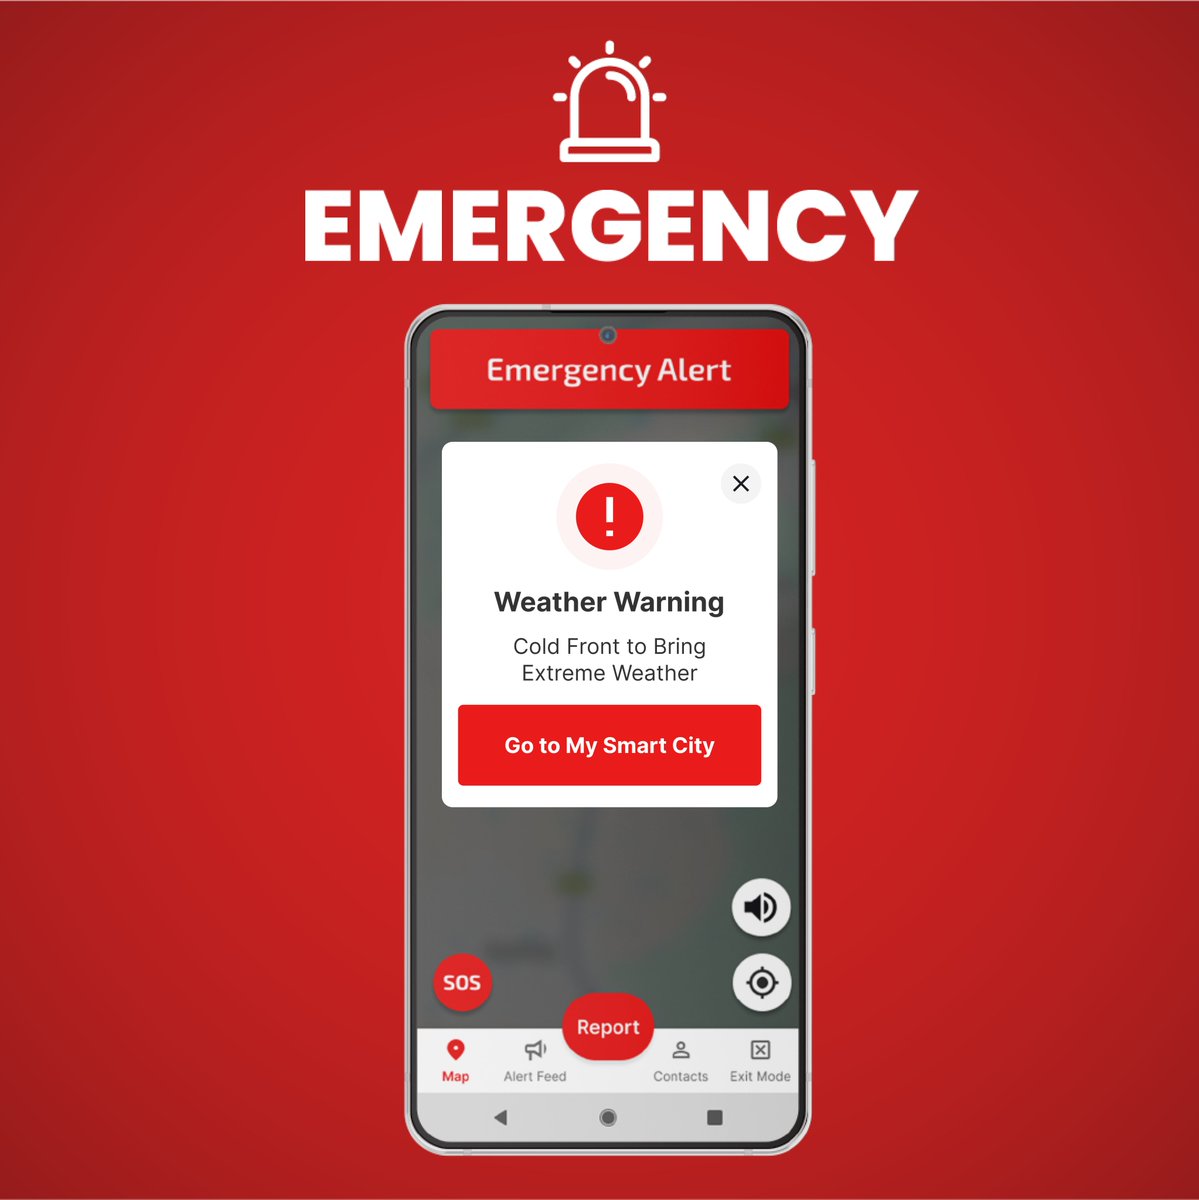 EMERGENCY
Emergency Alert
Weather Warning
Cold Front to Bring
Extreme Weather
Go to My Smart City
SOS
Report
Map
Alert Feed
Contacts
Exit Mode